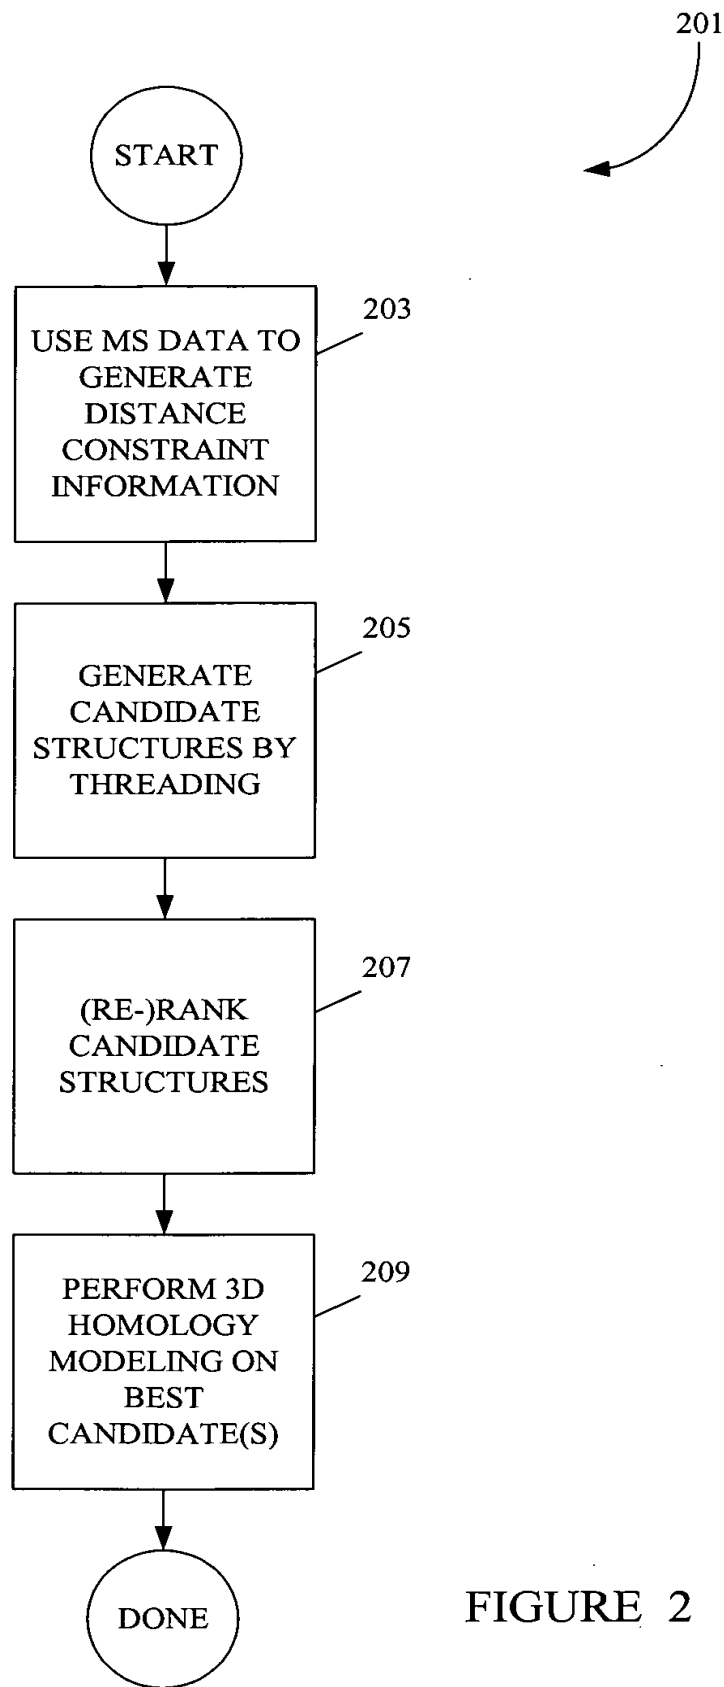 201
START
203
USE MS DATA TO
GENERATE
DISTANCE
CONSTRAINT
INFORMATION
205
GENERATE
CANDIDATE
STRUCTURES BY
THREADING
207
(RE-)RANK
CANDIDATE
STRUCTURES
209
PERFORM 3D
HOMOLOGY
MODELING ON
BEST
CANDIDATE(S)
DONE
FIGURE 2